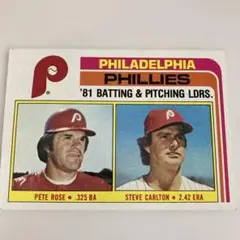 P
PHILADELPHIA
PHILLIES
'81 BATTING & PITCHING LDRS.
P P
PETE ROSE • .325 BA STEVE CARLTON • 2.42 ERA